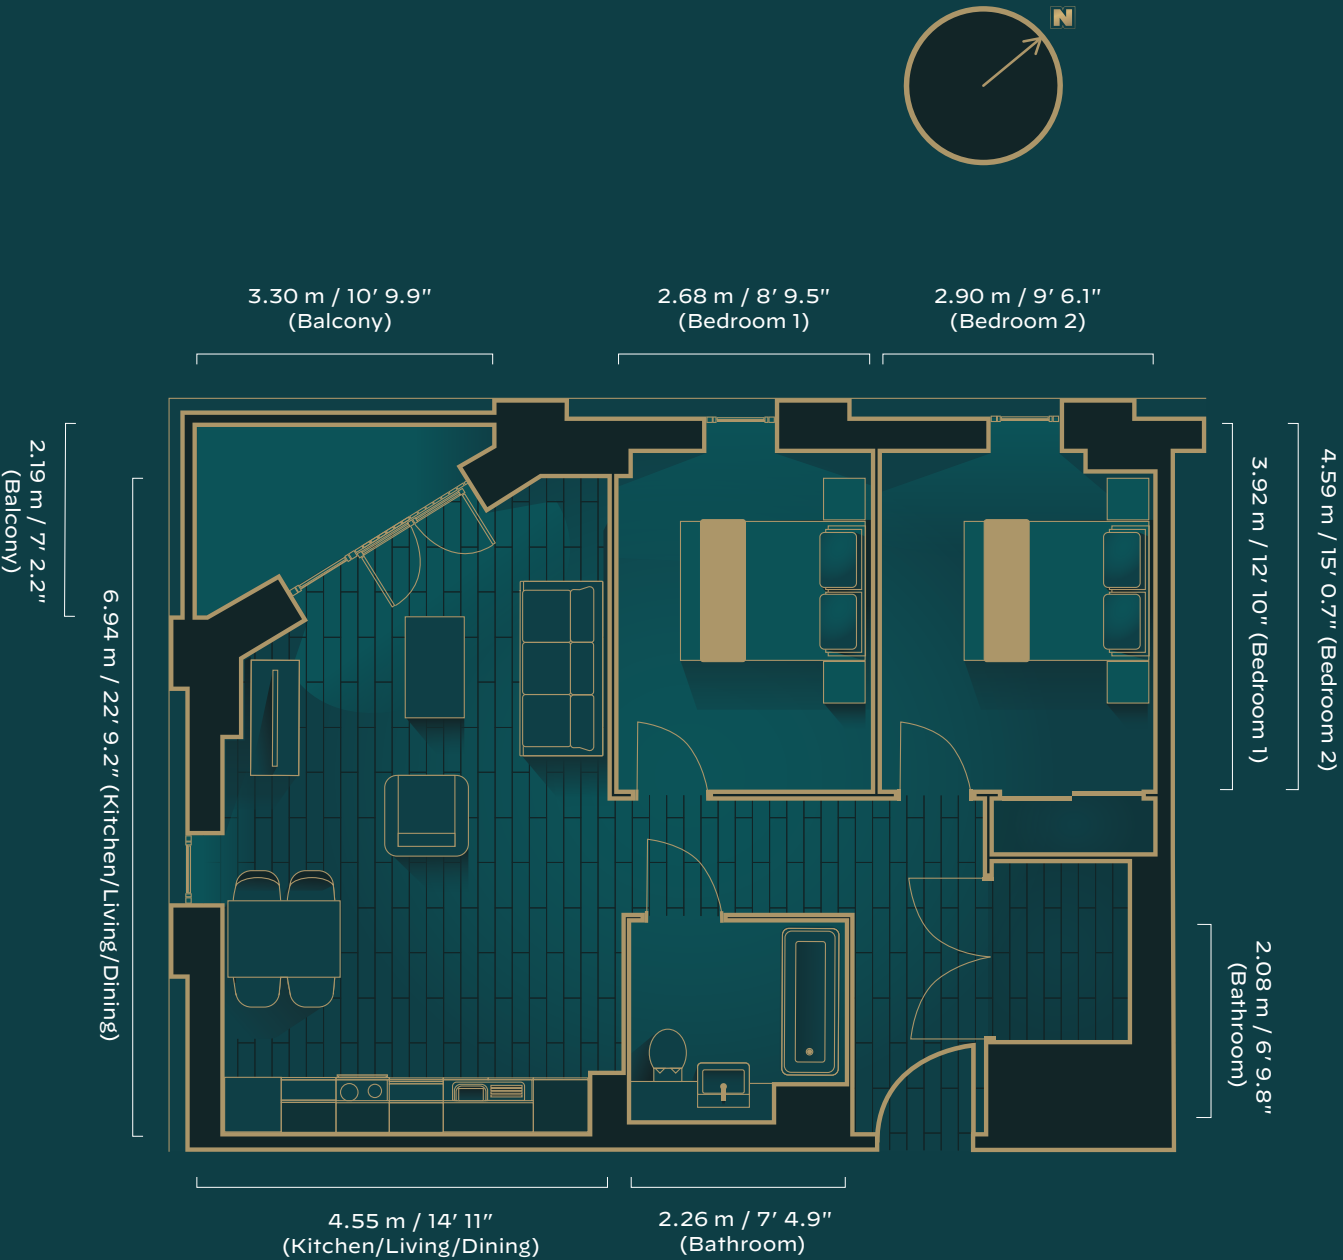 N
3.30 m / 10' 9.9"
(Balcony)
2.68 m / 8' 9.5"
(Bedroom 1)
2.90 m / 9' 6.1"
(Bedroom 2)
2.19 m / 7' 2.2"
(Balcony)
6.94 m / 22' 9.2" (Kitchen/Living/Dining)
3.92 m / 12' 10" (Bedroom 1)
4.59 m / 15' 0.7" (Bedroom 2)
2.08 m / 6' 9.8"
(Bathroom)
4.55 m / 14' 11"
(Kitchen/Living/Dining)
2.26 m / 7' 4.9"
(Bathroom)